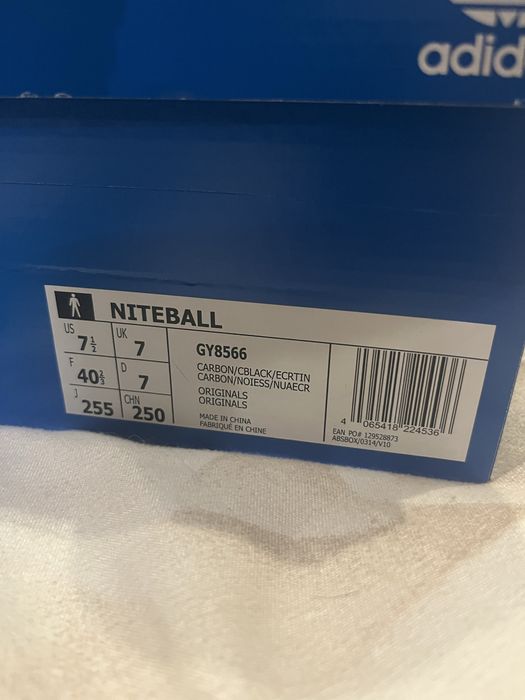 adid
NITEBALL
US 7½ UK 7
F 40⅔ D 7
J 255 CHN 250
GY8566
CARBON/CBLACK/ECRTIN
CARBON/NOIESS/NUAECR
ORIGINALS
ORIGINALS
MADE IN CHINA
FABRIQUÉ EN CHINE
4 065418 224536
EAN PO# 129528873
ABSBOX/0314/V10